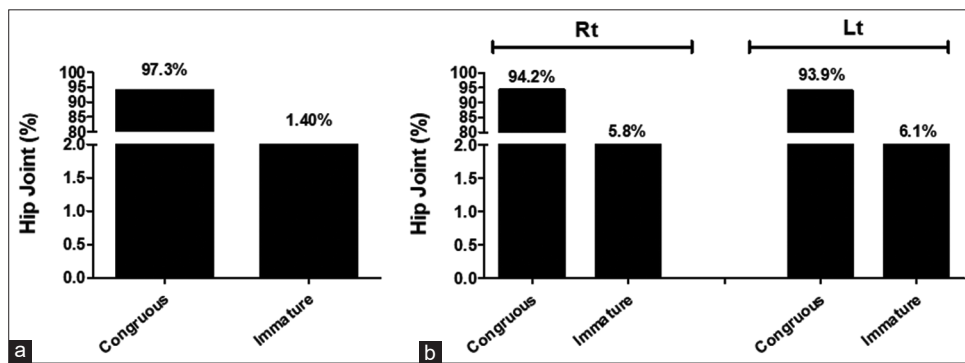 97.3%
1.40%
Hip Joint (%)
100
95
90
85
80
2.0
1.5
1.0
0.5
0.0
Congruous
Immature
a
Rt
Lt
94.2%
5.8%
93.9%
6.1%
Hip Joint (%)
100
95
90
85
80
2.0
1.5
1.0
0.5
0.0
Congruous
Immature
Congruous
Immature
b